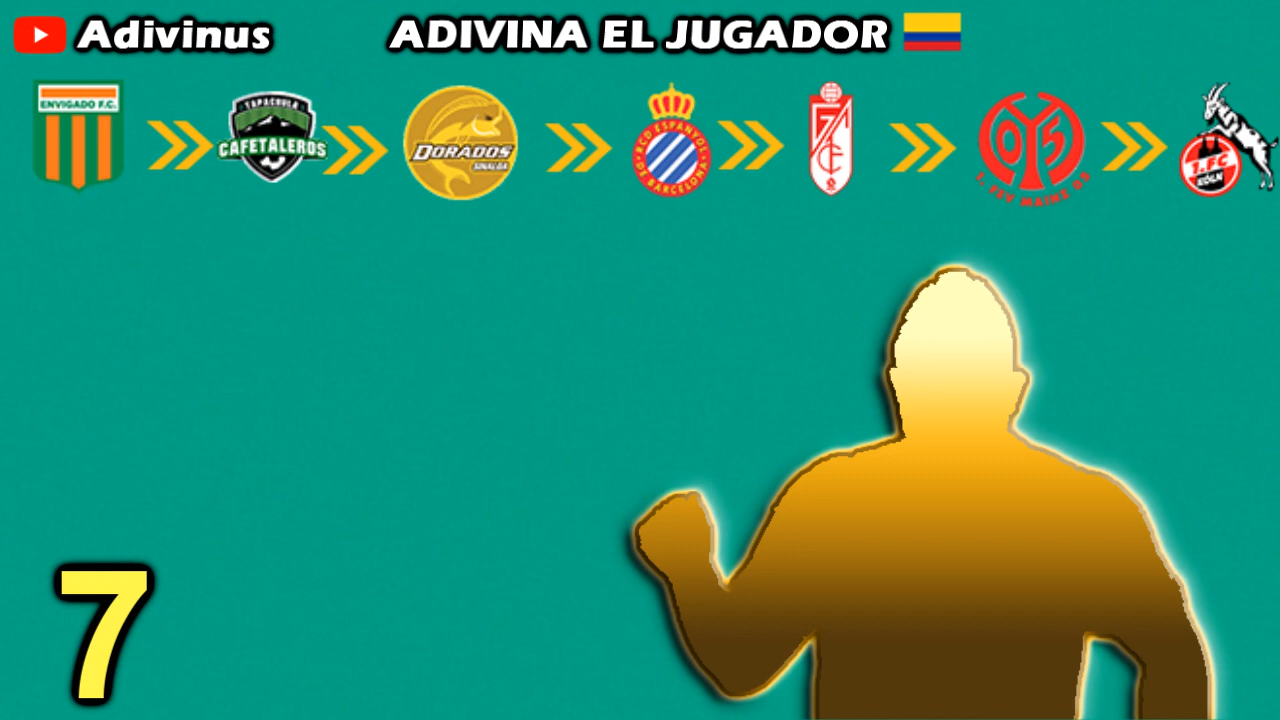 Adivinus
ADIVINA EL JUGADOR
ENVIGADO F.C.
TAPACHULA
CAFETALEROS
DORADOS
SINALOA
RCD ESPANYOL
DE BARCELONA
05
1. FSV MAINZ 05
1.FC
KÖLN
7